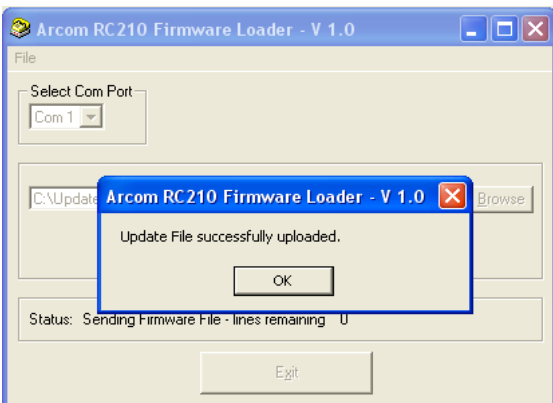 Arcom RC210 Firmware Loader - V 1.0
File
Select Com Port
Com 1
C:\Update
Browse
Arcom RC210 Firmware Loader - V 1.0
Update File successfully uploaded.
OK
Status: Sending Firmware File - lines remaining 0
Exit